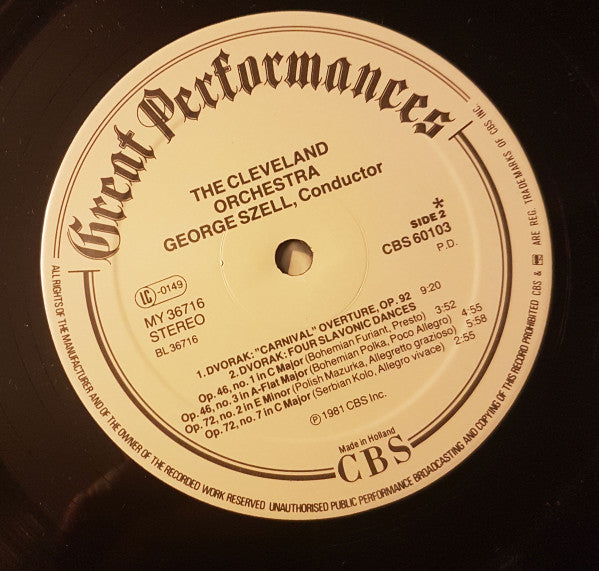 Great Performances
THE CLEVELAND
ORCHESTRA
GEORGE SZELL, Conductor
*
SIDE 2
CBS 60103
P.D.
LC -0149
MY 36716
STEREO
BL 36716
1. DVORAK: "CARNIVAL" OVERTURE, OP. 92 9:20
2. DVORAK: FOUR SLAVONIC DANCES
Op. 46, no. 1 in C Major (Bohemian Furiant, Presto) 3:52
Op. 46, no. 3 in A-Flat Major (Bohemian Polka, Poco Allegro) 4:55
Op. 72, no. 2 in E Minor (Polish Mazurka, Allegretto grazioso) 5:58
Op. 72, no. 7 in C Major (Serbian Kolo, Allegro vivace) 2:55
Ⓟ 1981 CBS Inc.
Made in Holland
CBS
ALL RIGHTS OF THE MANUFACTURER AND OF THE OWNER OF THE RECORDED WORK RESERVED UNAUTHORISED PUBLIC PERFORMANCE BROADCASTING AND COPYING OF THIS RECORD PROHIBITED CBS & ARE REG. TRADEMARKS OF CBS INC